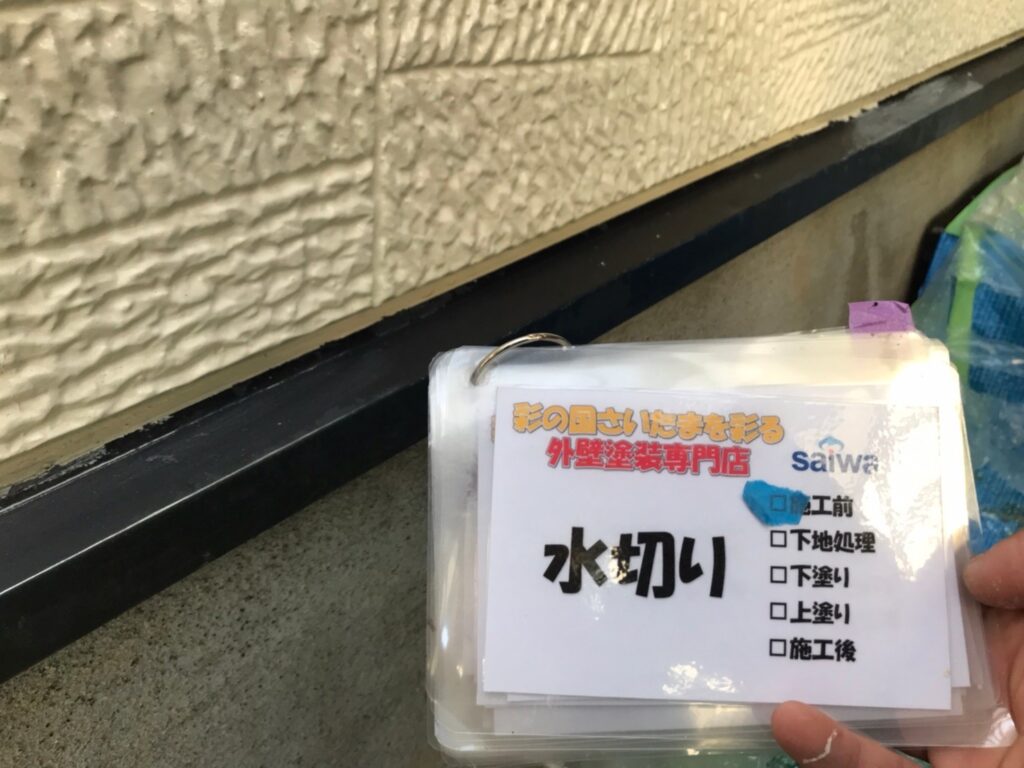 彩の国さいたまを彩る
外壁塗装専門店
saiwa
水切り
□施工前
□下地処理
□下塗り
□上塗り
□施工後